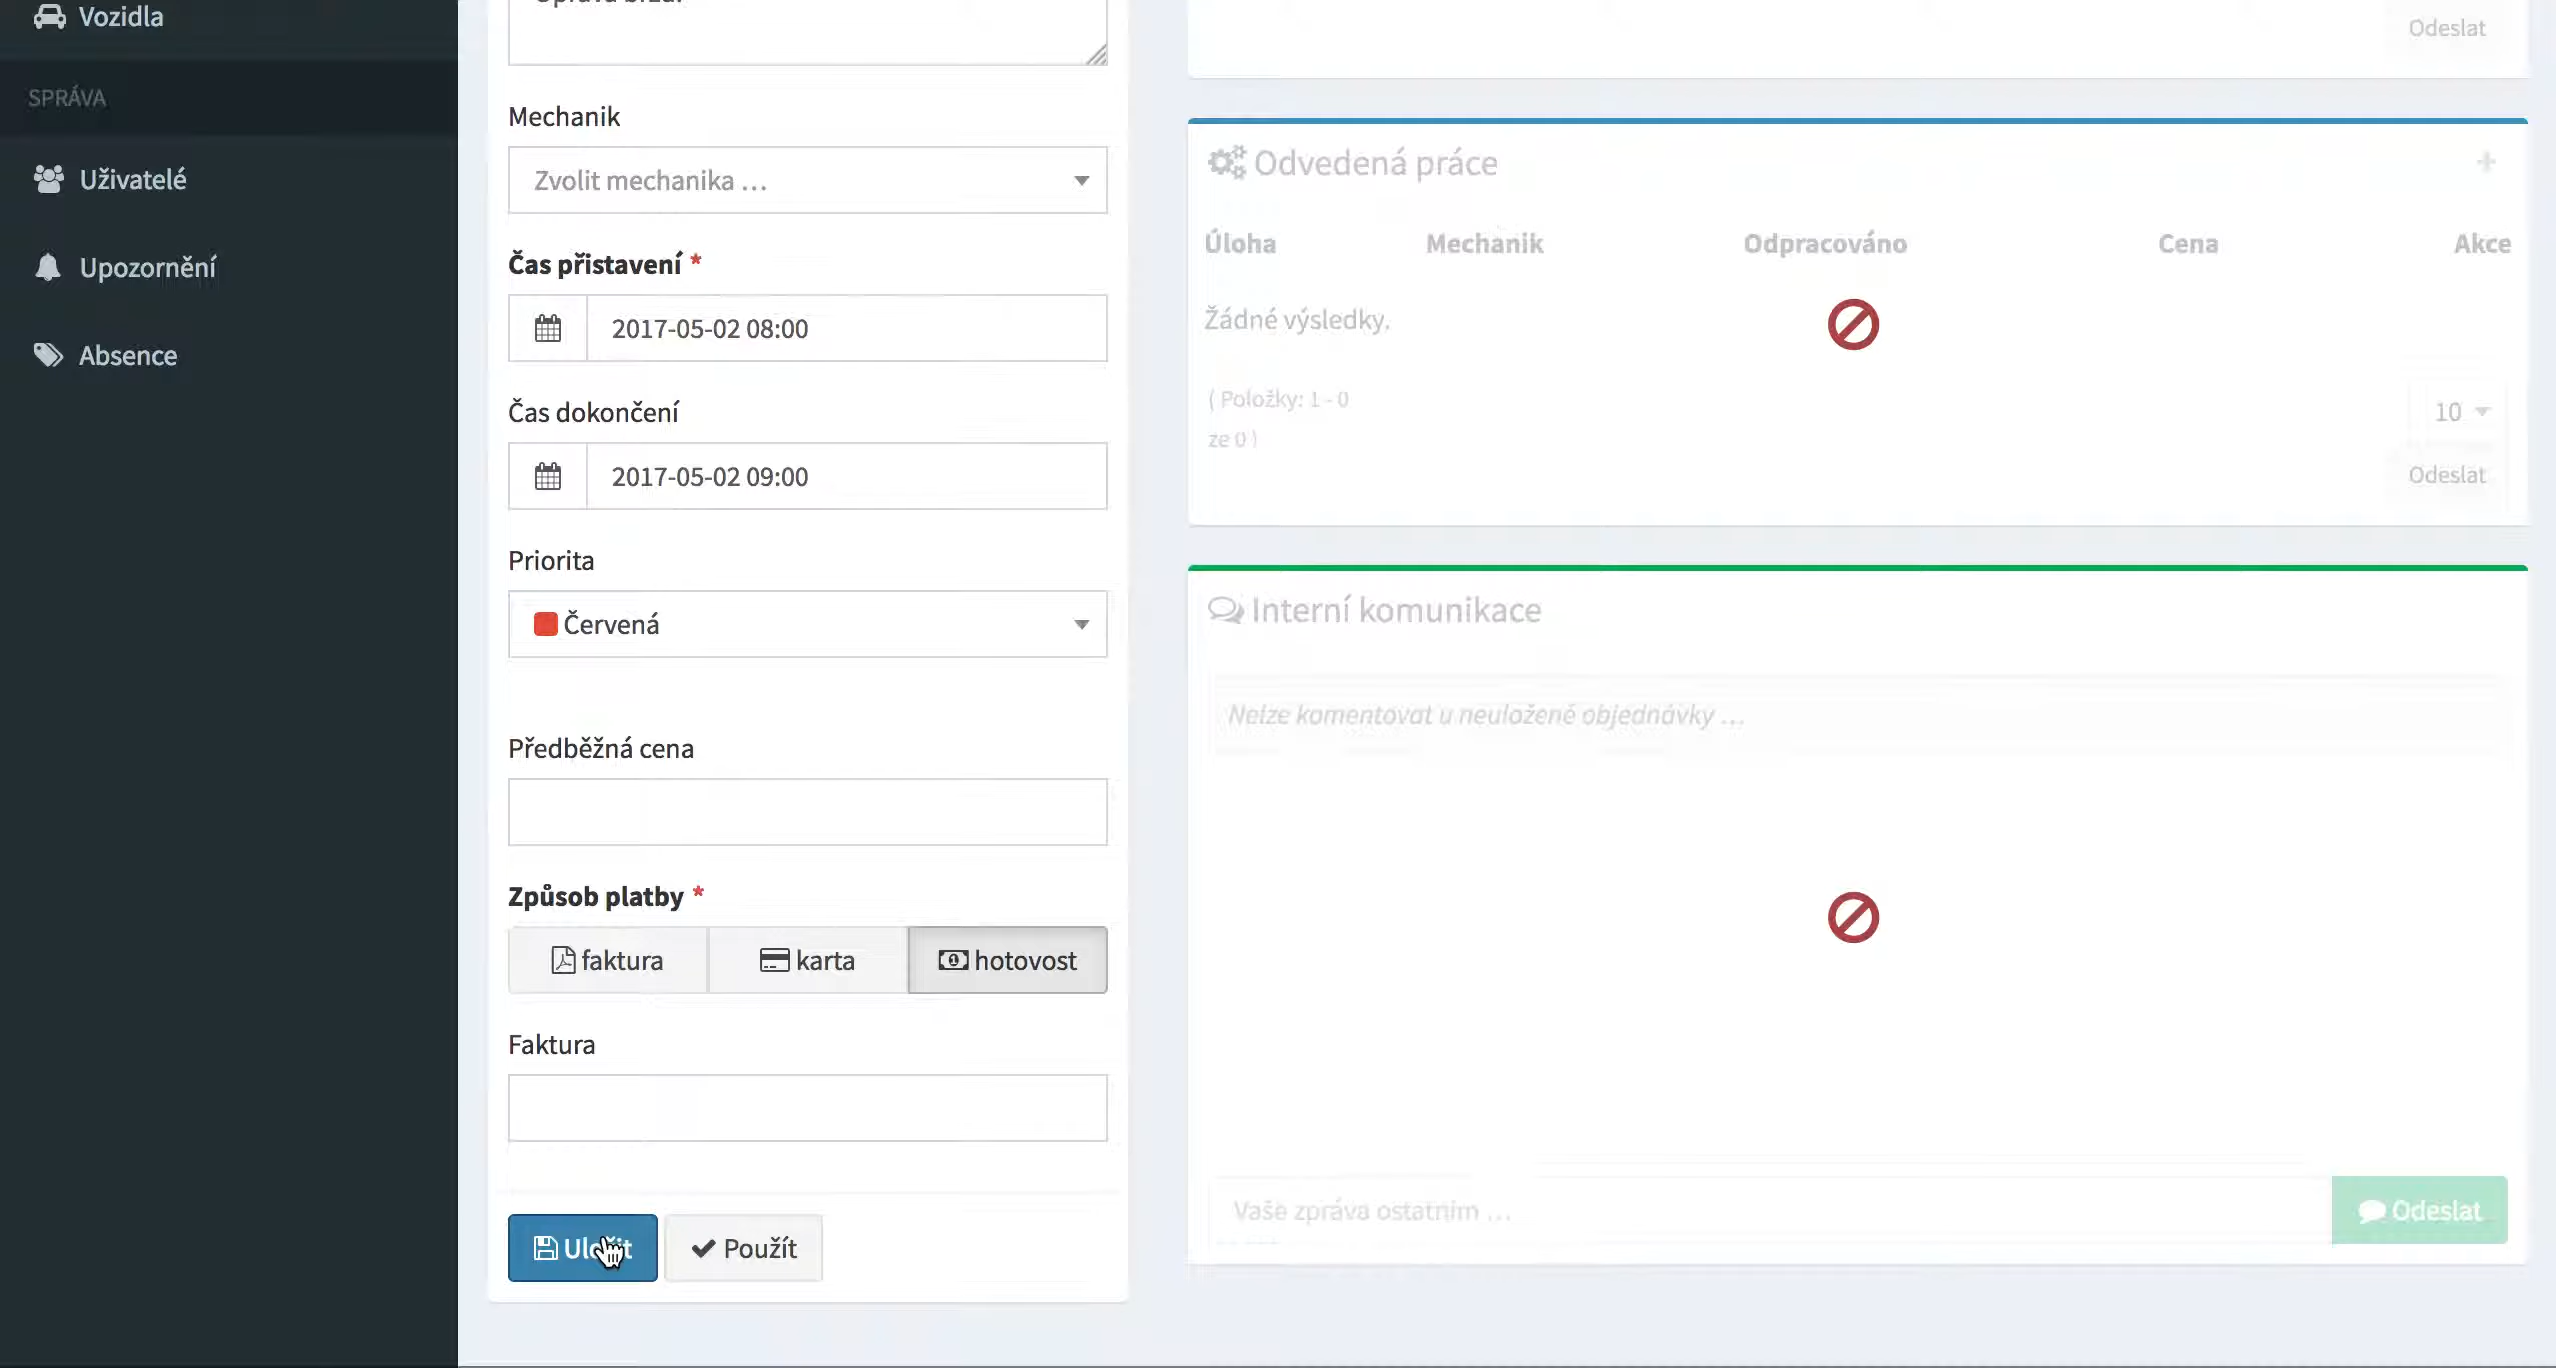 Vozidla
SPRÁVA
Uživatelé
Upozornění
Absence
Mechanik
Zvolit mechanika ...
Čas přistavení *
2017-05-02 08:00
Čas dokončení
2017-05-02 09:00
Priorita
Červená
Předběžná cena
Způsob platby *
faktura
karta
hotovost
Faktura
Uložit
Použít
Odeslat
Odvedená práce
+
Úloha Mechanik Odpracováno Cena Akce
Žádné výsledky.
( Položky: 1 - 0
ze 0 )
10
Odeslat
Interní komunikace
Nelze komentovat u neuložené objednávky ...
Vaše zpráva ostatním ...
Odeslat